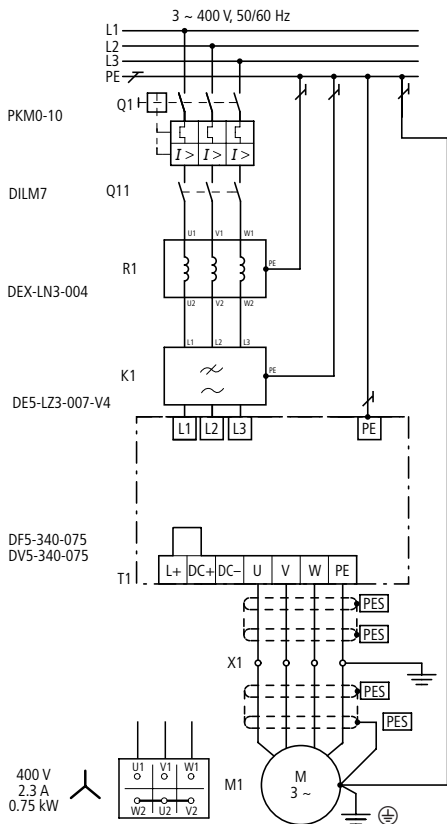 3 ~ 400 V, 50/60 Hz
L1
L2
L3
PE
PKM0-10
Q1
I > I > I >
DILM7
Q11
U1 V1 W1
R1
PE
DEX-LN3-004
U2 V2 W2
L1 L2 L3
K1
PE
DE5-LZ3-007-V4
L1 L2 L3 PE
DF5-340-075
DV5-340-075
T1
L+ DC+ DC– U V W PE
PES
PES
X1
PES
PES
400 V
2.3 A
0.75 kW
U1 V1 W1
W2 U2 V2
M1
M
3 ~